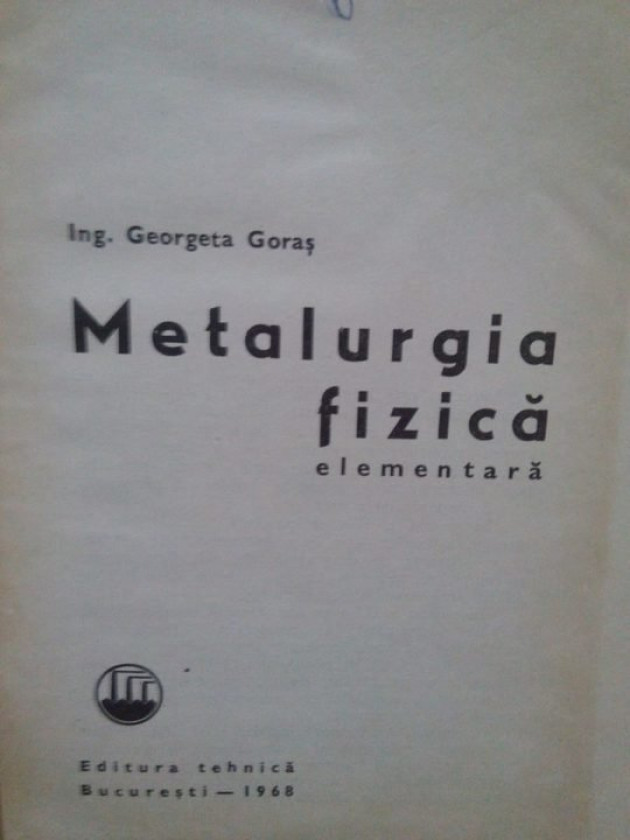 Ing. Georgeta Goraș
Metalurgia
fizică
elementară
Editura tehnică
București — 1968